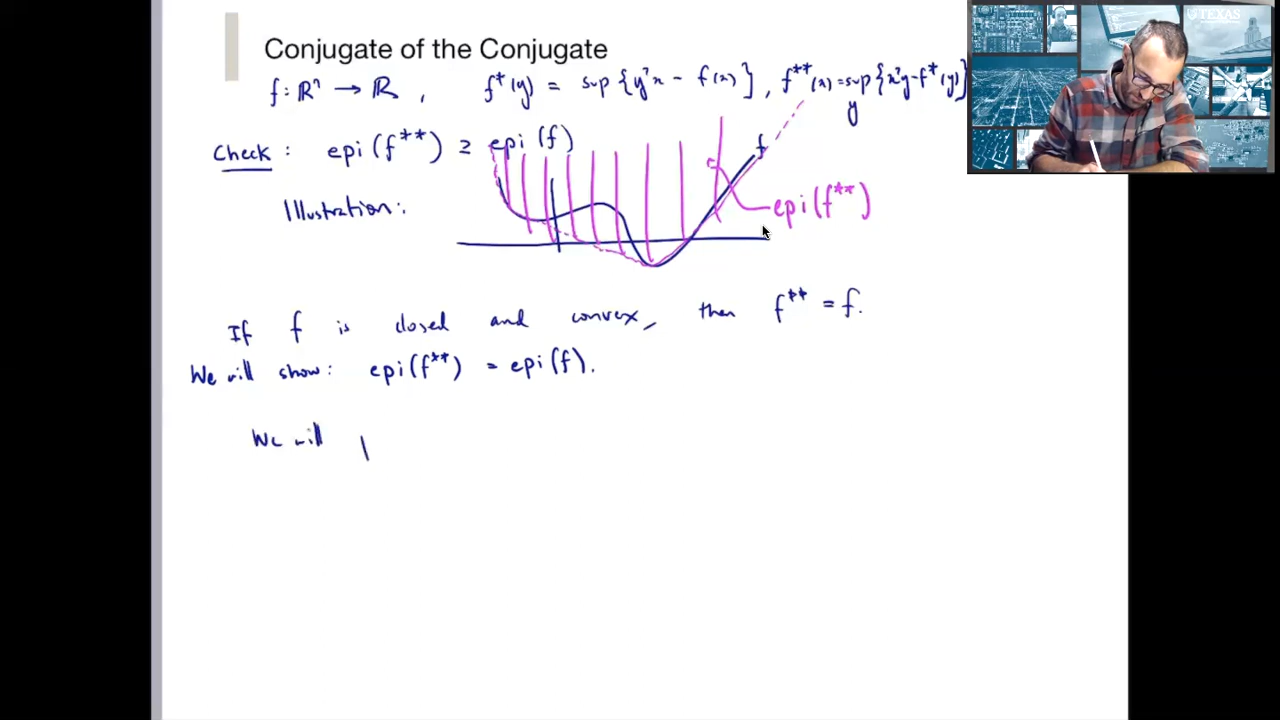 Conjugate of the Conjugate
f: ℝⁿ → ℝ, f*(y) = sup{yᵀx - f(x)}, f**(x) = sup{xᵀy - f*(y)}
y
Check: epi(f**) ⊇ epi(f)
f
Illustration:
epi(f**)
If f is closed and convex, then f** = f.
We will show: epi(f**) = epi(f).
We will
TEXAS